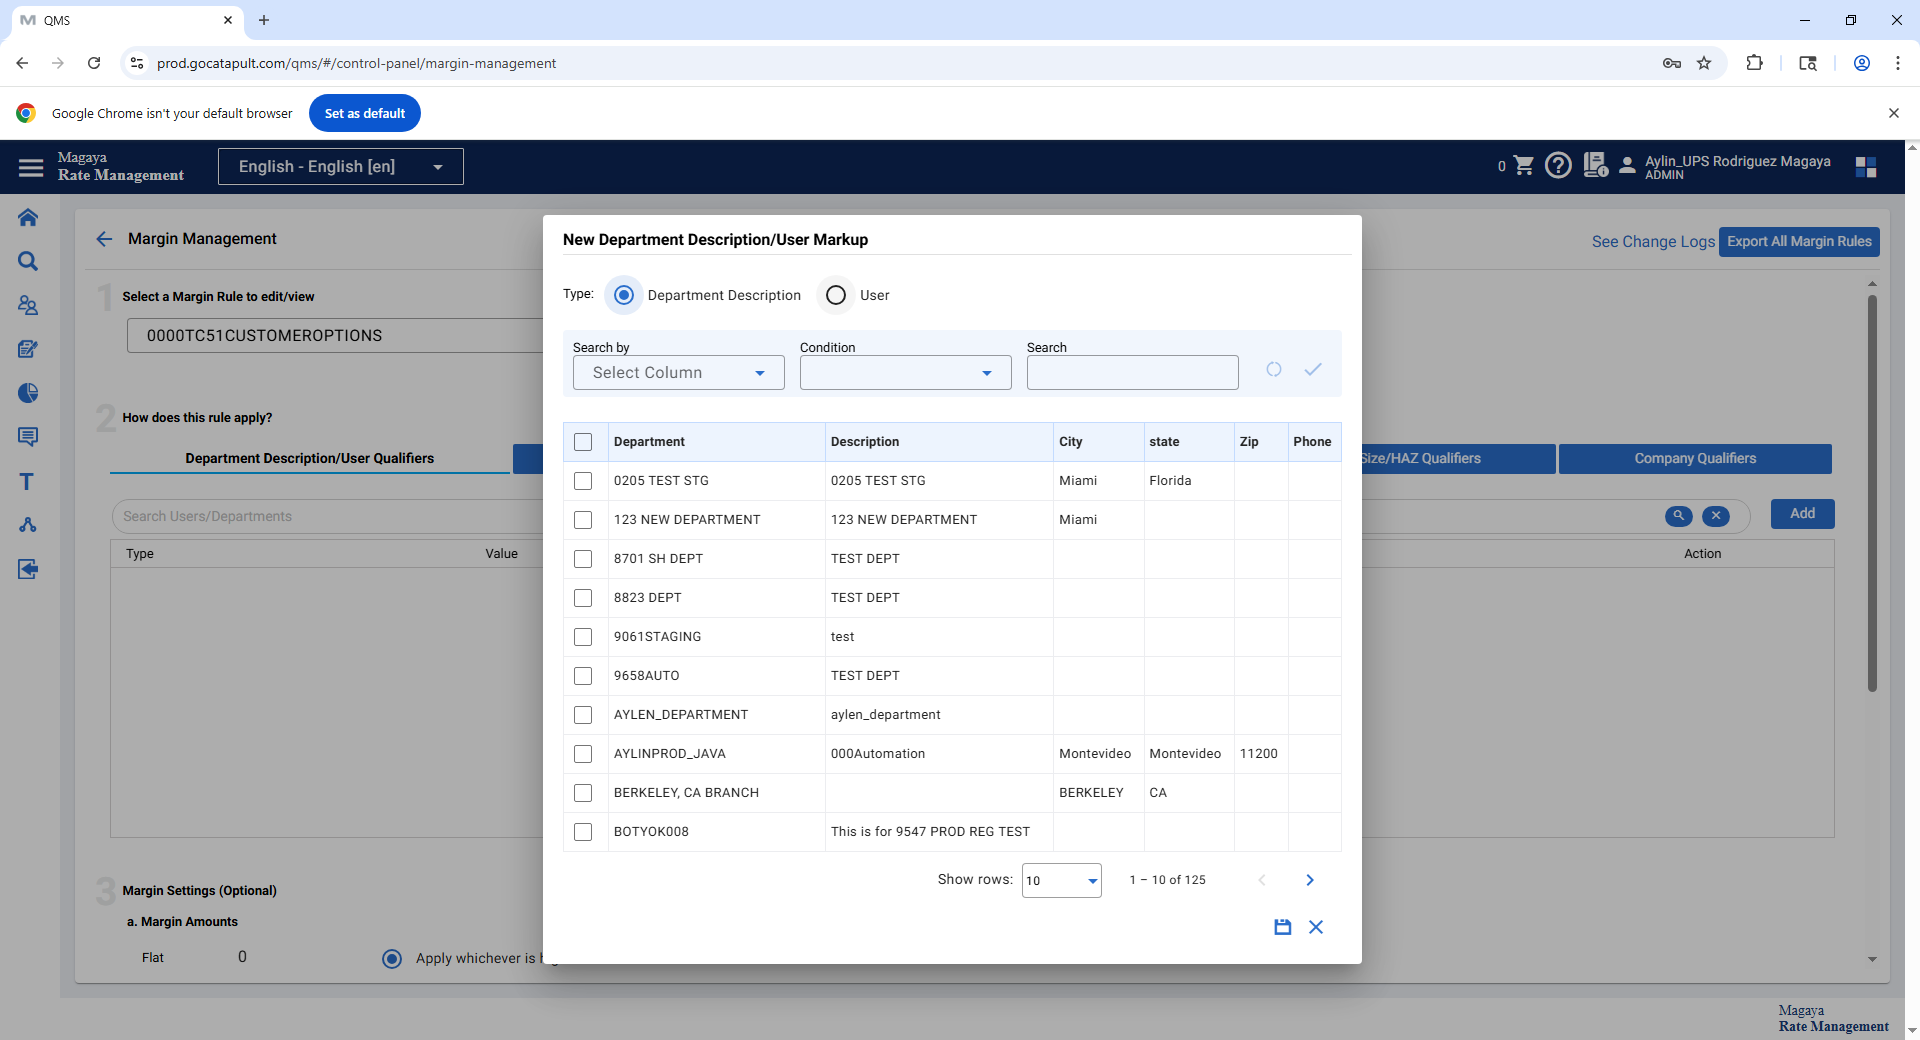 QMS
prod.gocatapult.com/qms/#/control-panel/margin-management
Google Chrome isn't your default browser
Set as default
Magaya
Rate Management
English - English [en]
0
Aylin_UPS Rodriguez Magaya
ADMIN
Margin Management
See Change Logs
Export All Margin Rules
1 Select a Margin Rule to edit/view
0000TC51CUSTOMEROPTIONS
2 How does this rule apply?
Department Description/User Qualifiers
Size/HAZ Qualifiers
Company Qualifiers
Search Users/Departments
Add
Type Value Action
3 Margin Settings (Optional)
a. Margin Amounts
Flat 0 Apply whichever is
New Department Description/User Markup
Type: Department Description User
Search by Condition Search
Select Column
Department Description City state Zip Phone
0205 TEST STG 0205 TEST STG Miami Florida
123 NEW DEPARTMENT 123 NEW DEPARTMENT Miami
8701 SH DEPT TEST DEPT
8823 DEPT TEST DEPT
9061STAGING test
9658AUTO TEST DEPT
AYLEN_DEPARTMENT aylen_department
AYLINPROD_JAVA 000Automation Montevideo Montevideo 11200
BERKELEY, CA BRANCH BERKELEY CA
BOTYOK008 This is for 9547 PROD REG TEST
Show rows: 10 1 – 10 of 125
Magaya
Rate Management